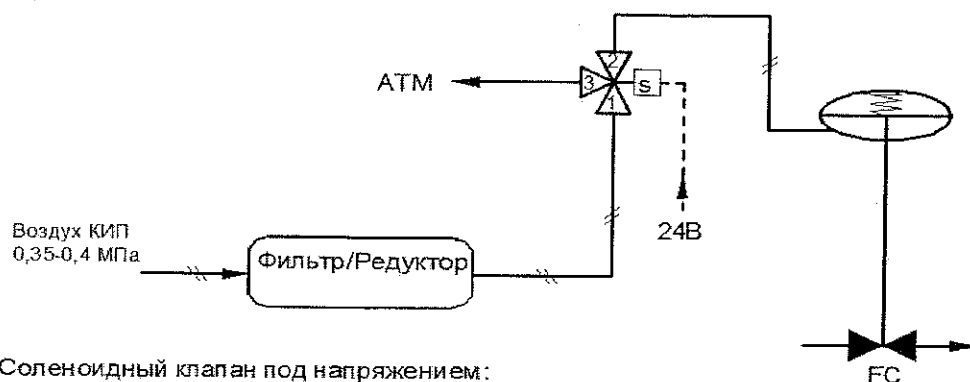 АТМ
2
3
s
1
24В
Воздух КИП
0,35-0,4 МПа
Фильтр/Редуктор
Соленоидный клапан под напряжением:
FC